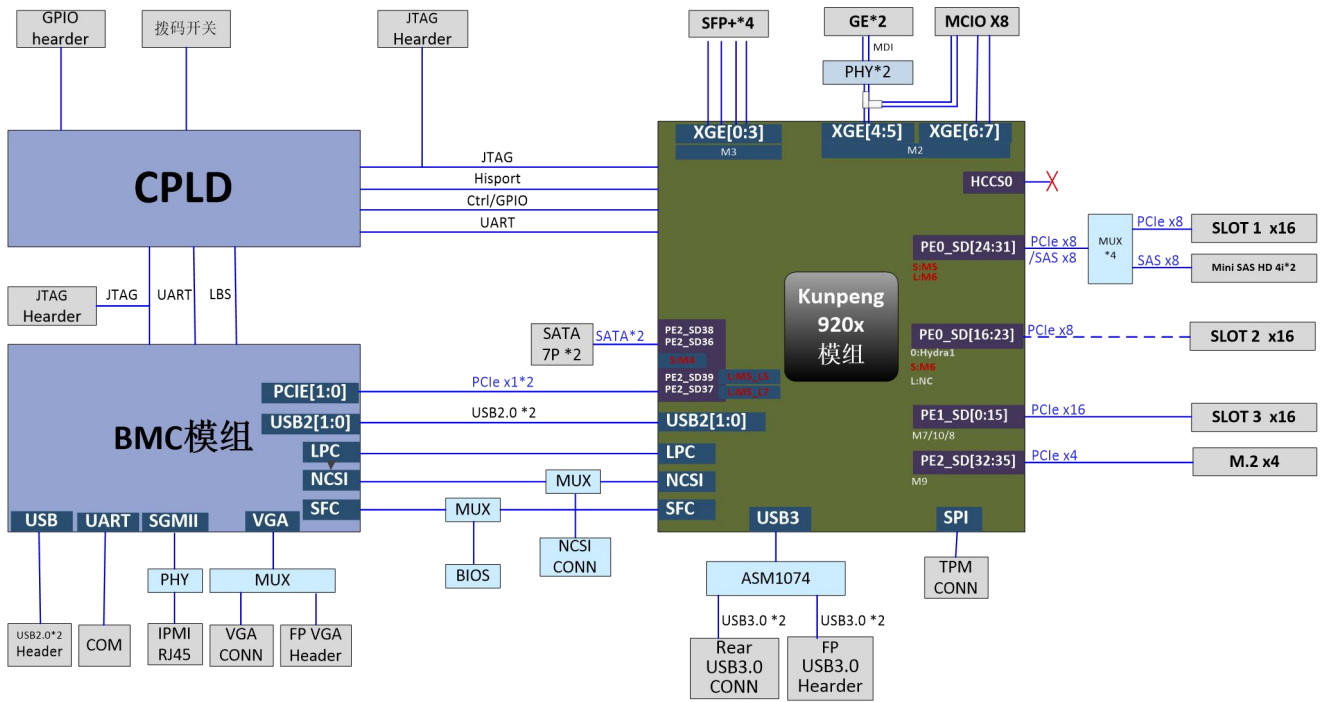 GPIO
hearder
拨码开关
JTAG
Hearder
SFP+*4
GE*2
MCIO X8
MDI
PHY*2
XGE[0:3]
M3
XGE[4:5]
XGE[6:7]
M2
CPLD
JTAG
Hisport
Ctrl/GPIO
UART
HCCS0
PE0_SD[24:31]
S:M5
L:M6
PCIe x8
/SAS x8
MUX
*4
PCIe x8
SLOT 1 x16
SAS x8
Mini SAS HD 4i*2
JTAG
Hearder
JTAG
UART
LBS
Kunpeng
920x
模组
SATA
7P *2
SATA*2
PE2_SD38
PE2_SD36
S:M4
PE2_SD39
PE2_SD37
L:M5_L5
L:M5_L7
PE0_SD[16:23]
0:Hydra1
S:M6
L:NC
PCIe x8
SLOT 2 x16
BMC模组
PCIE[1:0]
PCIe x1*2
USB2[1:0]
USB2.0 *2
USB2[1:0]
PE1_SD[0:15]
M7/10/8
PCIe x16
SLOT 3 x16
LPC
LPC
PE2_SD[32:35]
M9
PCIe x4
M.2 x4
NCSI
MUX
NCSI
SFC
MUX
SFC
USB
UART
SGMII
VGA
USB3
SPI
BIOS
NCSI
CONN
PHY
MUX
ASM1074
TPM
CONN
USB3.0 *2
USB3.0 *2
USB2.0*2
Header
COM
IPMI
RJ45
VGA
CONN
FP VGA
Header
Rear
USB3.0
CONN
FP
USB3.0
Hearder